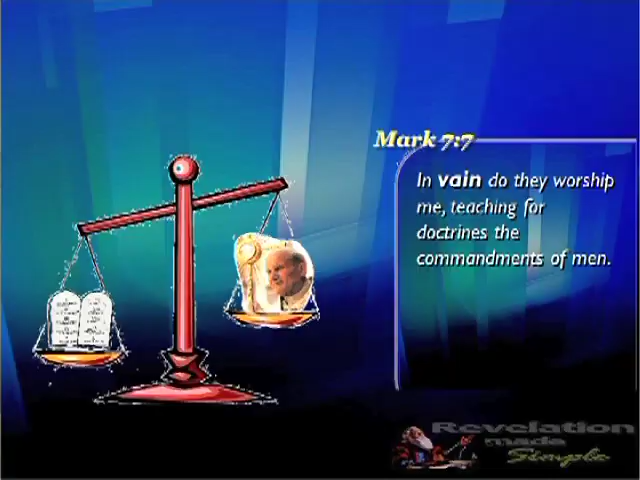 Mark 7:7
In vain do they worship
me, teaching for
doctrines the
commandments of men.
Revelation
made
Simple